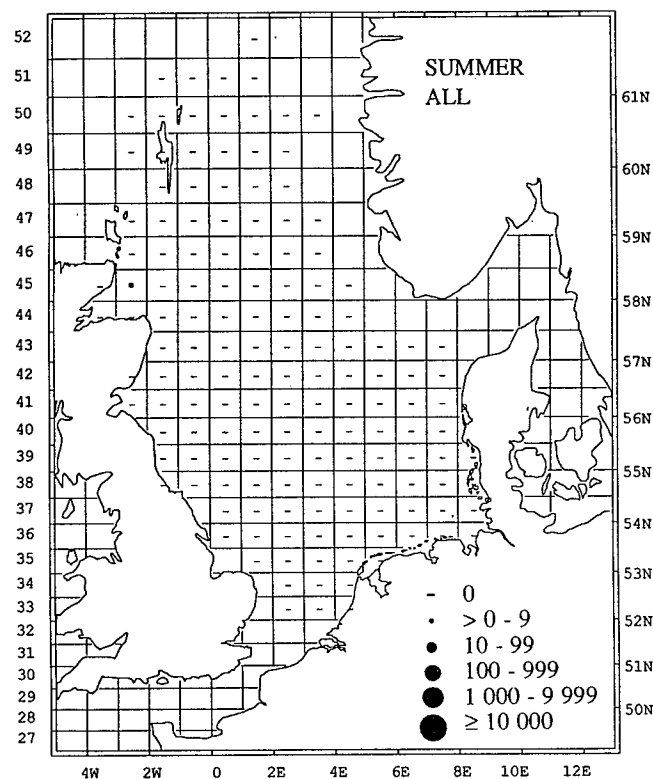 SUMMER
ALL
52
51
50
49
48
47
46
45
44
43
42
41
40
39
38
37
36
35
34
33
32
31
30
29
28
27
61N
60N
59N
58N
57N
56N
55N
54N
53N
52N
51N
50N
- 0
> 0 - 9
10 - 99
100 - 999
1 000 - 9 999
≥ 10 000
4W 2W 0 2E 4E 6E 8E 10E 12E